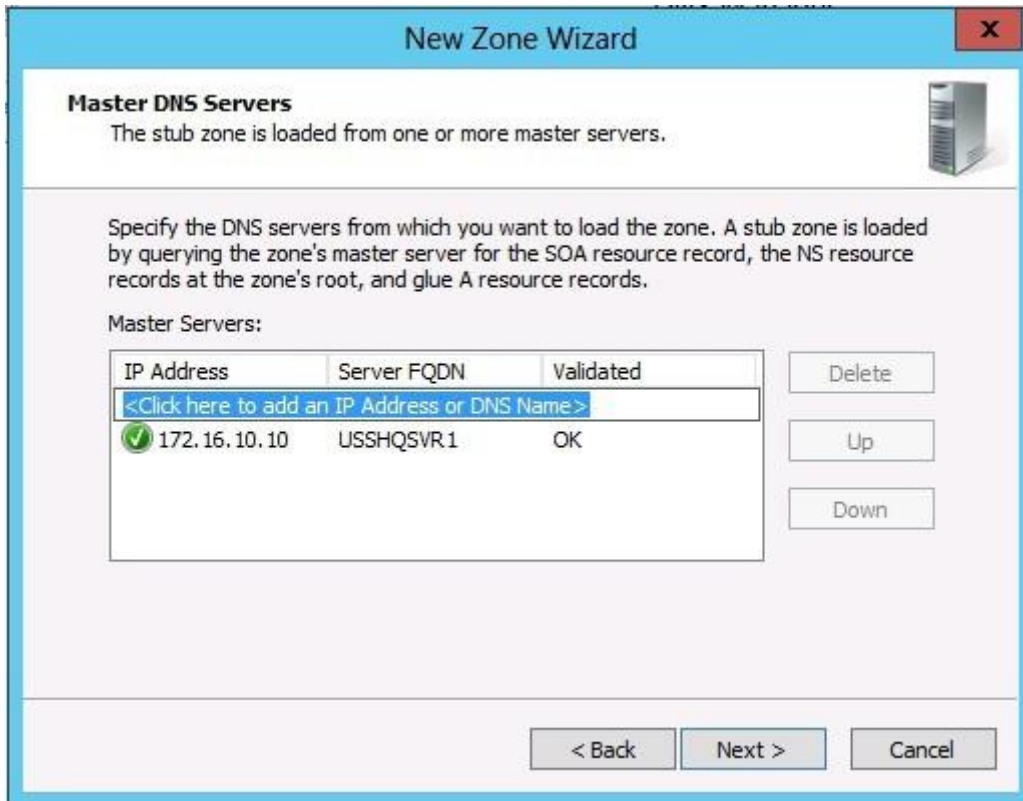 New Zone Wizard
x
Master DNS Servers
The stub zone is loaded from one or more master servers.
Specify the DNS servers from which you want to load the zone. A stub zone is loaded
by querying the zone's master server for the SOA resource record, the NS resource
records at the zone's root, and glue A resource records.
Master Servers:
IP Address Server FQDN Validated
<Click here to add an IP Address or DNS Name>
172.16.10.10 USSHQSVR1 OK
Delete
Up
Down
< Back Next > Cancel